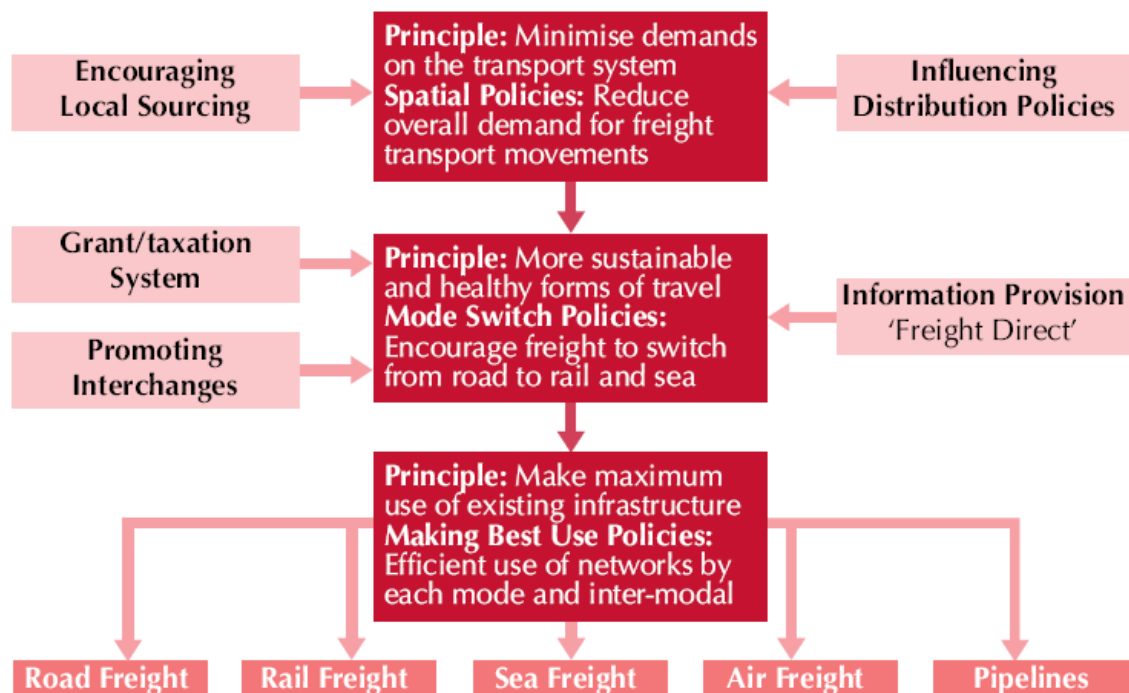 Encouraging
Local Sourcing
Principle: Minimise demands
on the transport system
Spatial Policies: Reduce
overall demand for freight
transport movements
Influencing
Distribution Policies
Grant/taxation
System
Promoting
Interchanges
Principle: More sustainable
and healthy forms of travel
Mode Switch Policies:
Encourage freight to switch
from road to rail and sea
Information Provision
‘Freight Direct’
Principle: Make maximum
use of existing infrastructure
Making Best Use Policies:
Efficient use of networks by
each mode and inter-modal
Road Freight
Rail Freight
Sea Freight
Air Freight
Pipelines